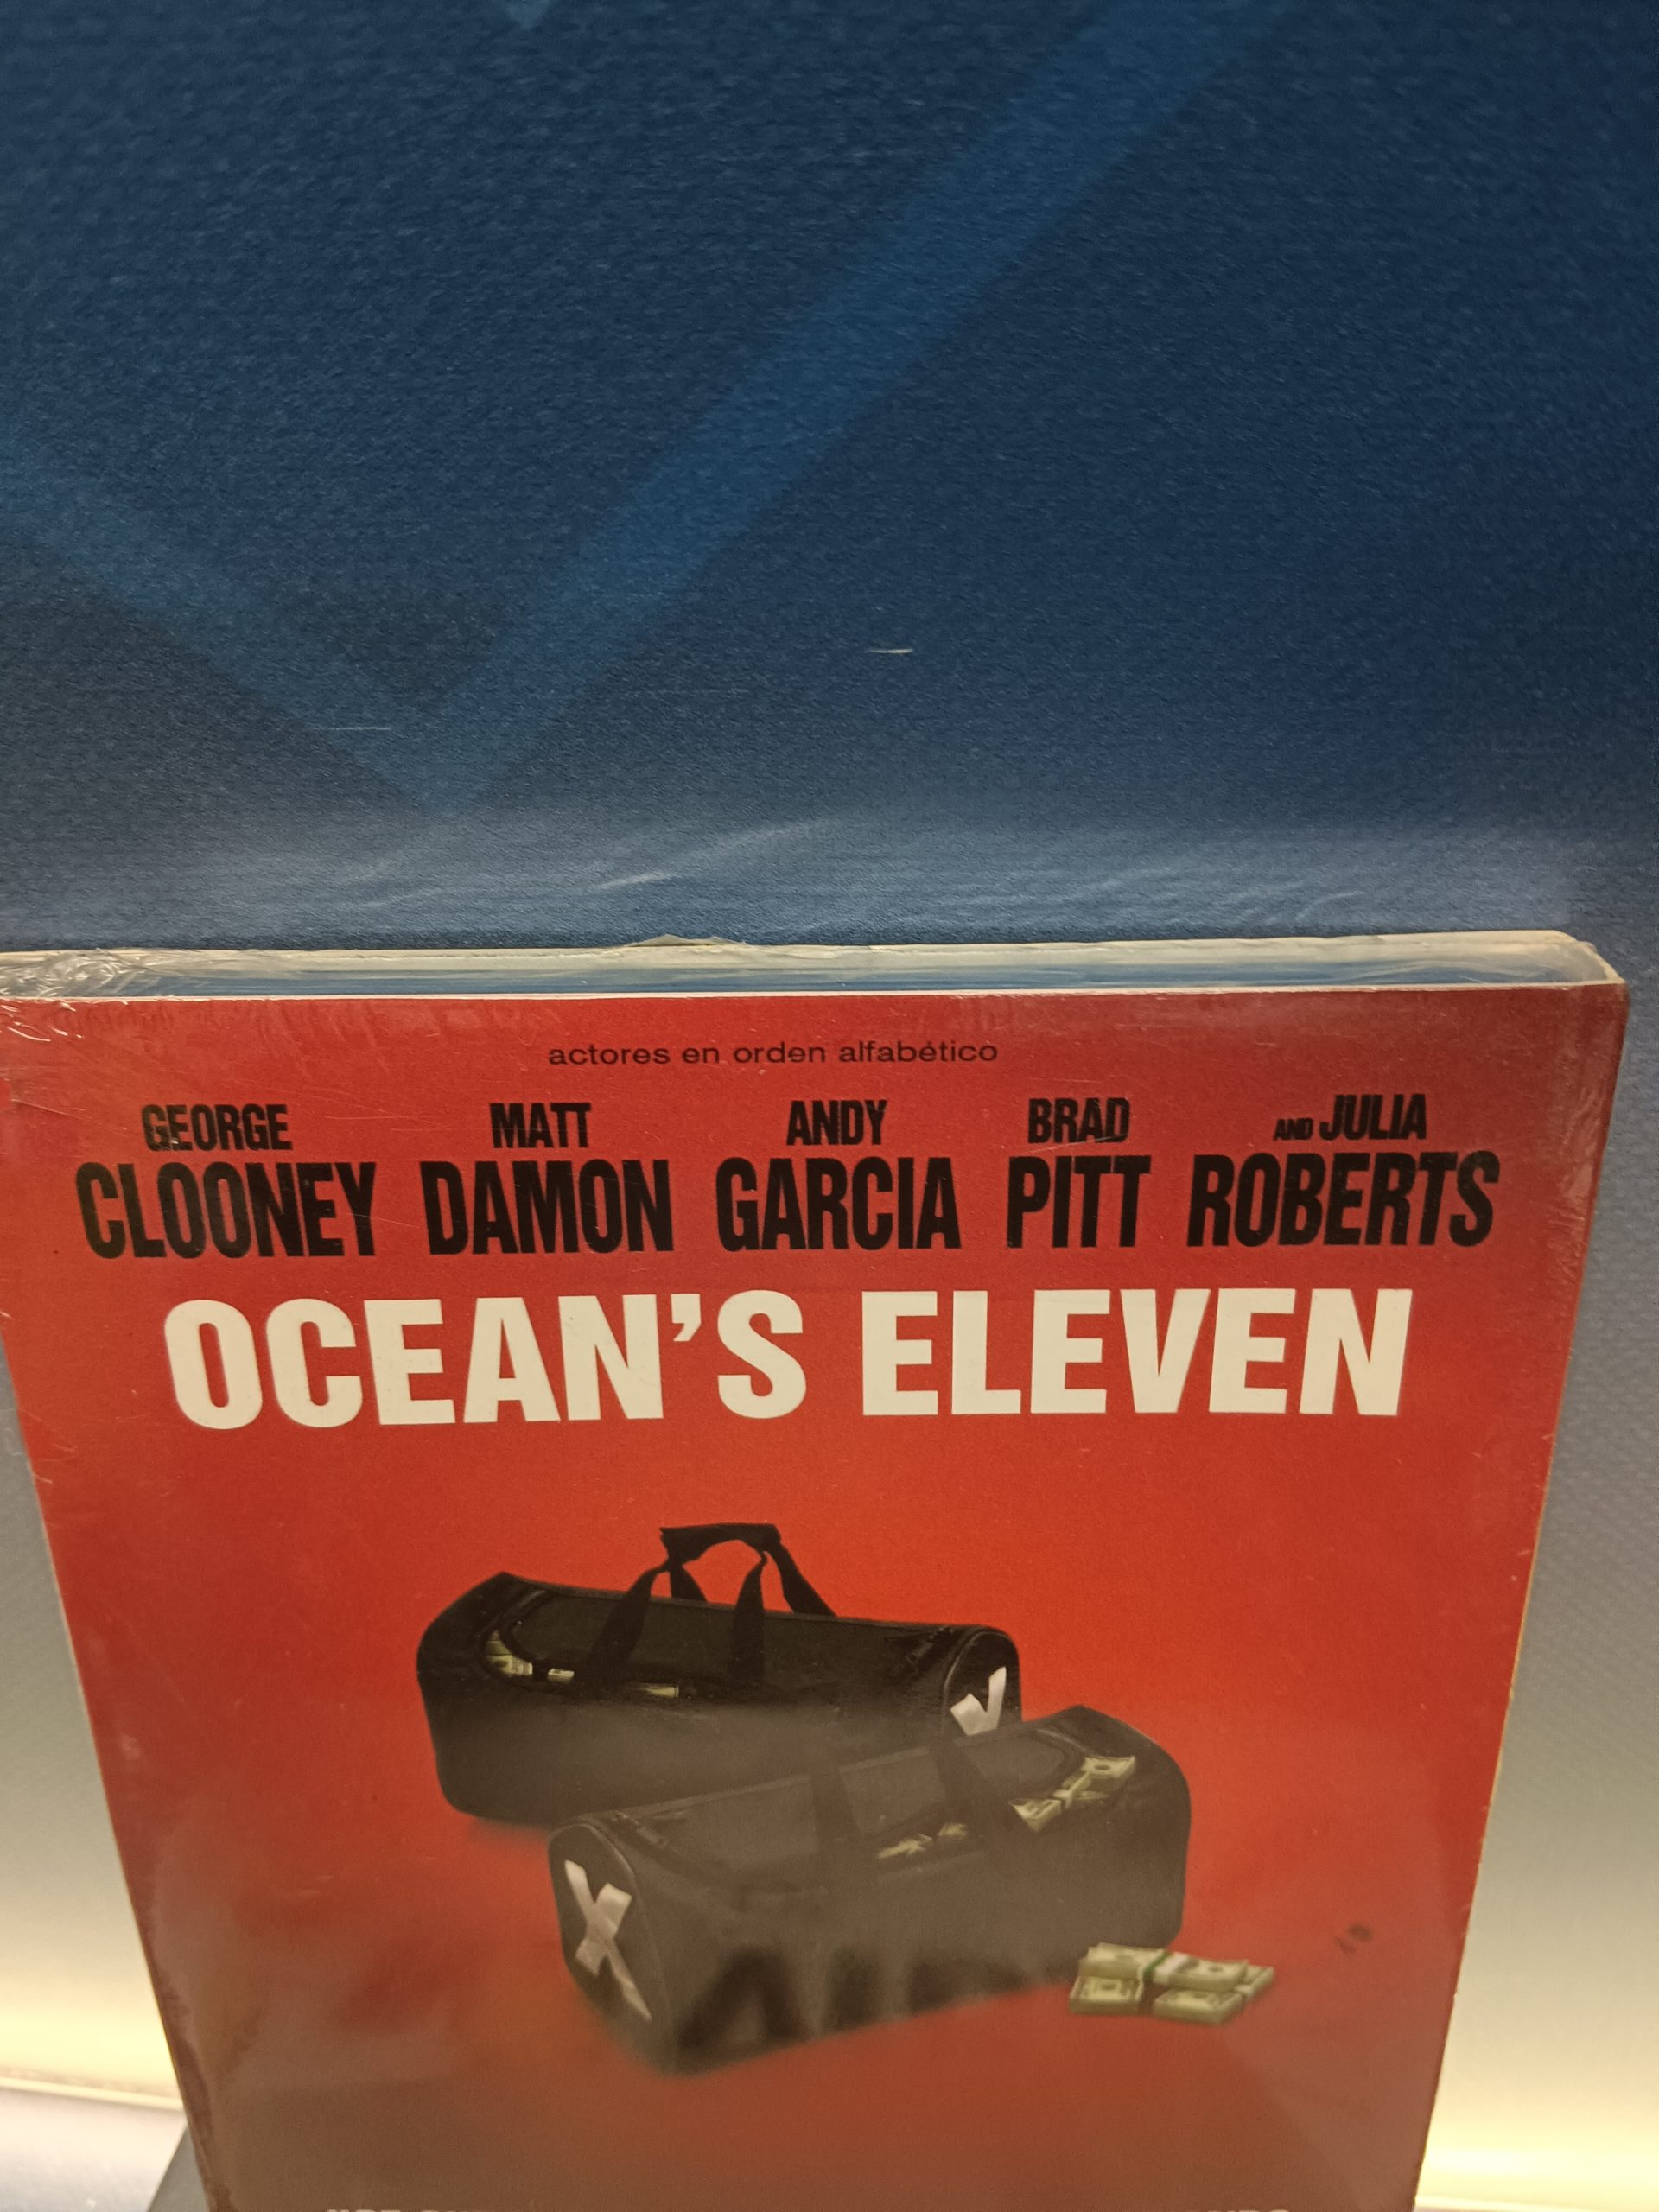 actores en orden alfabético
GEORGE CLOONEY MATT DAMON ANDY GARCIA BRAD PITT AND JULIA ROBERTS
OCEAN'S ELEVEN